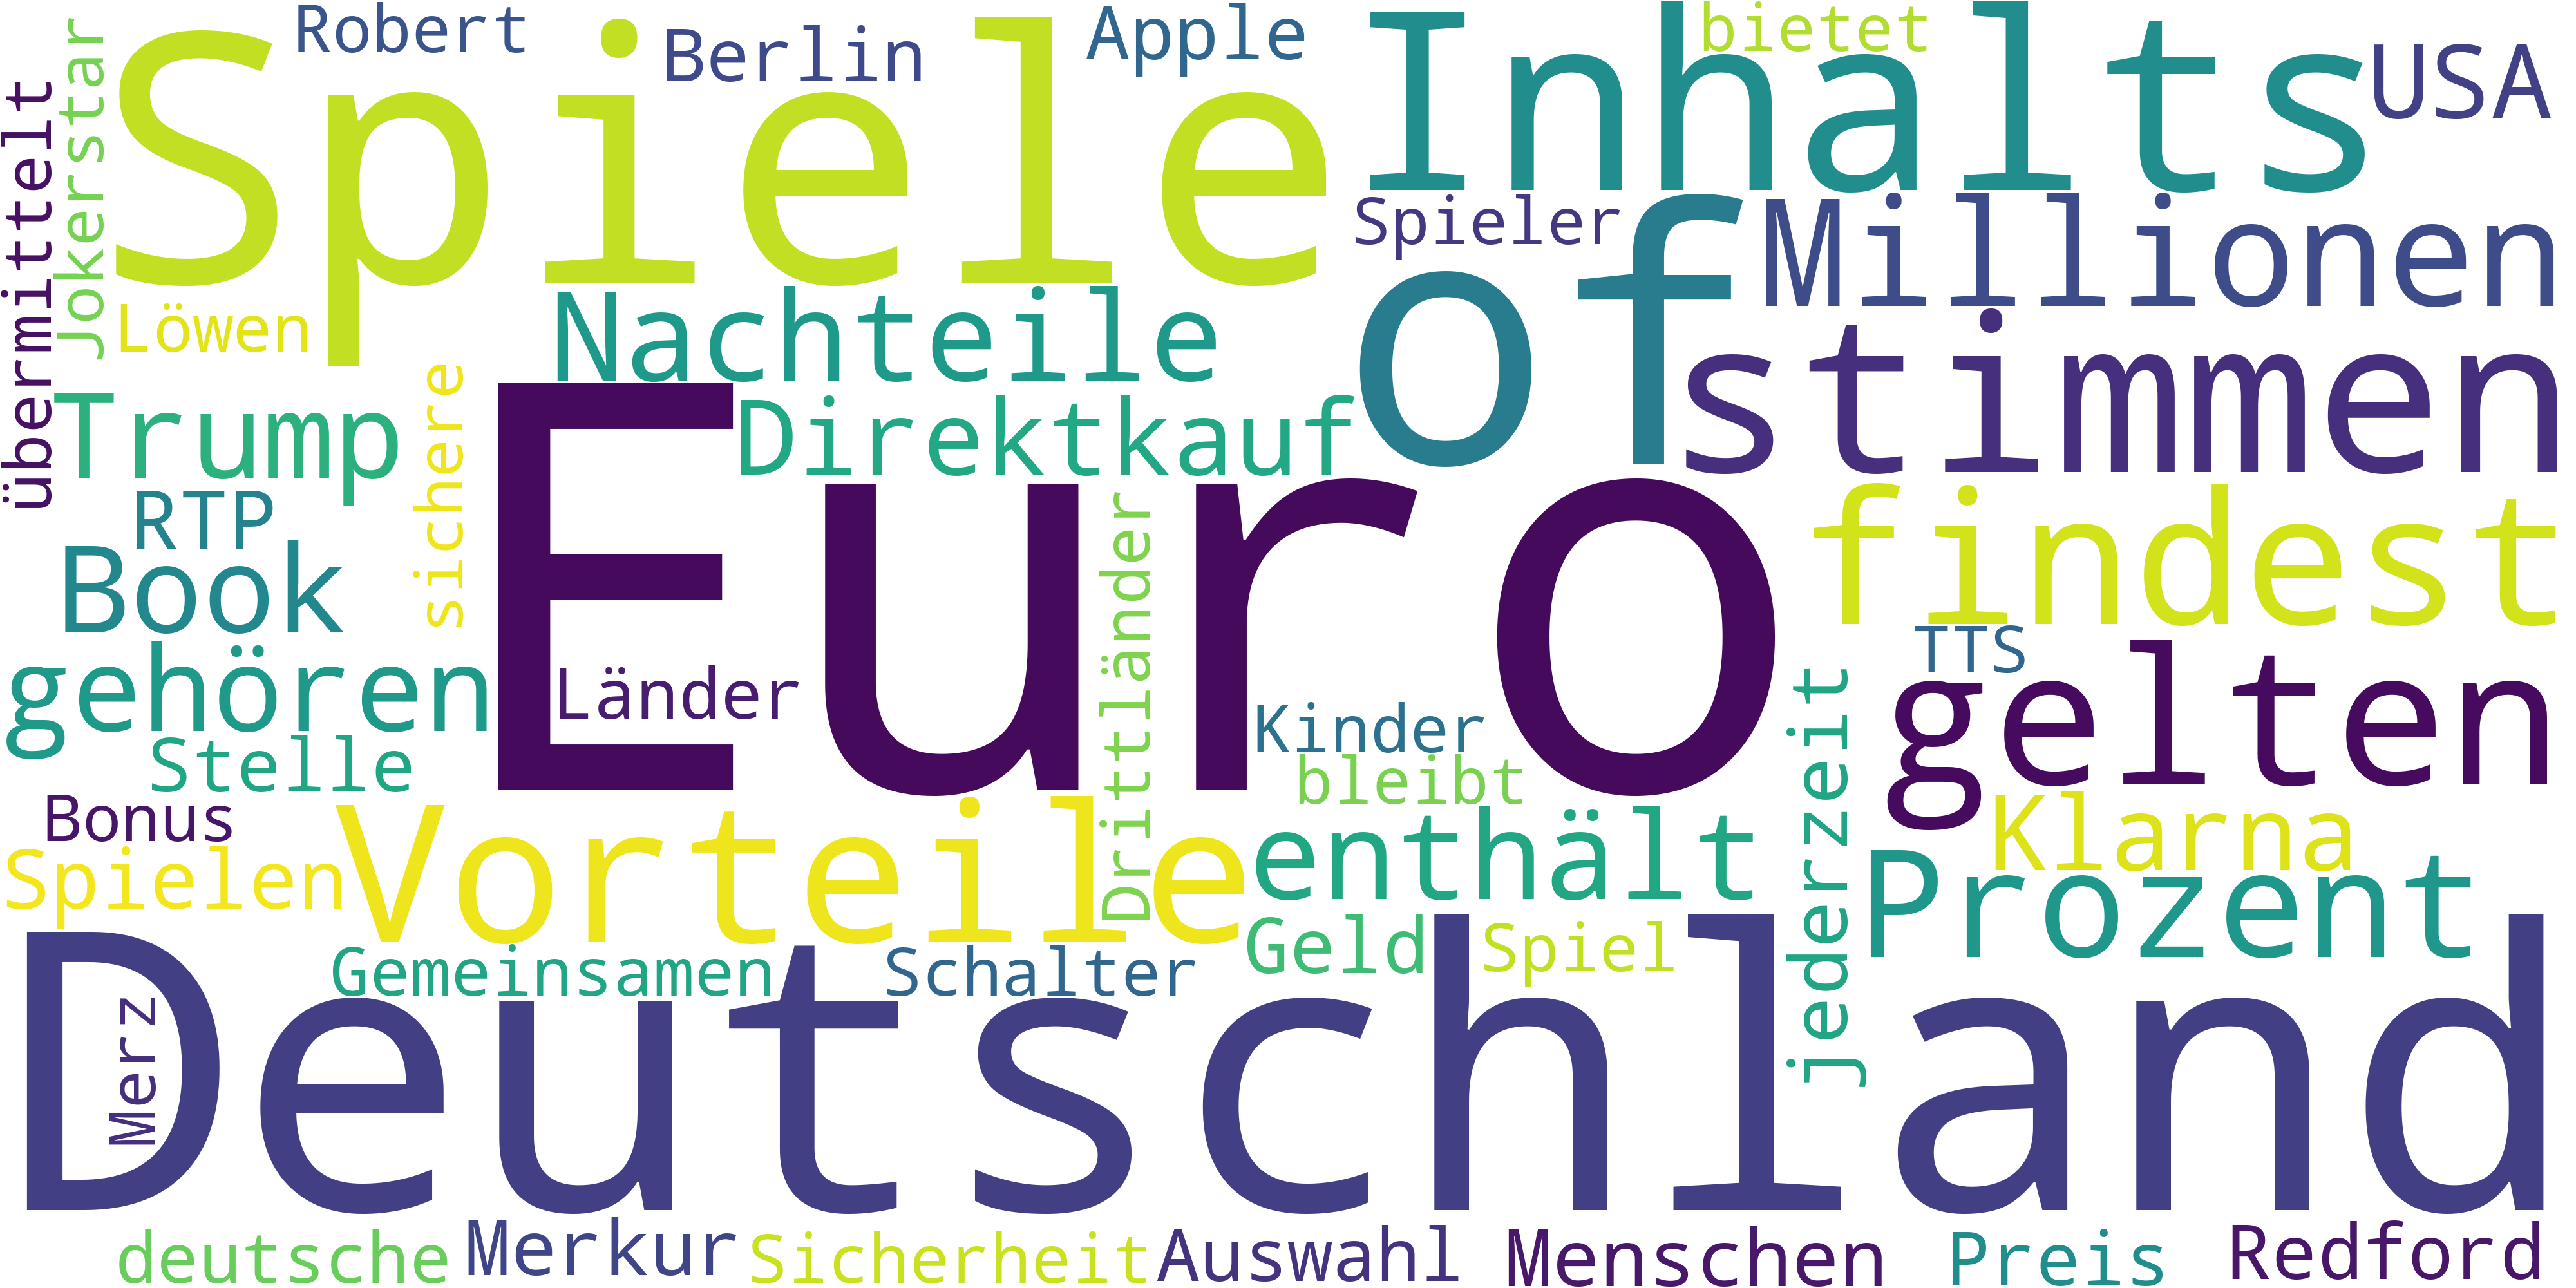 Robert
Berlin
Apple
bietet
USA
Spiele
Inhalts
übermittelt
Jokerstar
Spieler
Millionen
Löwen
Nachteile
of
stimmen
Trump
sichere
Direktkauf
RTP
Book
Euro
findest
gehören
Länder
Drittländer
Kinder
TTS
gelten
Stelle
bleibt
jederzeit
Bonus
Spielen
Vorteile
enthält
Klarna
Prozent
Gemeinsamen
Schalter
Geld
Spiel
Merz
Deutschland
deutsche
Merkur
Sicherheit
Auswahl
Menschen
Preis
Redford